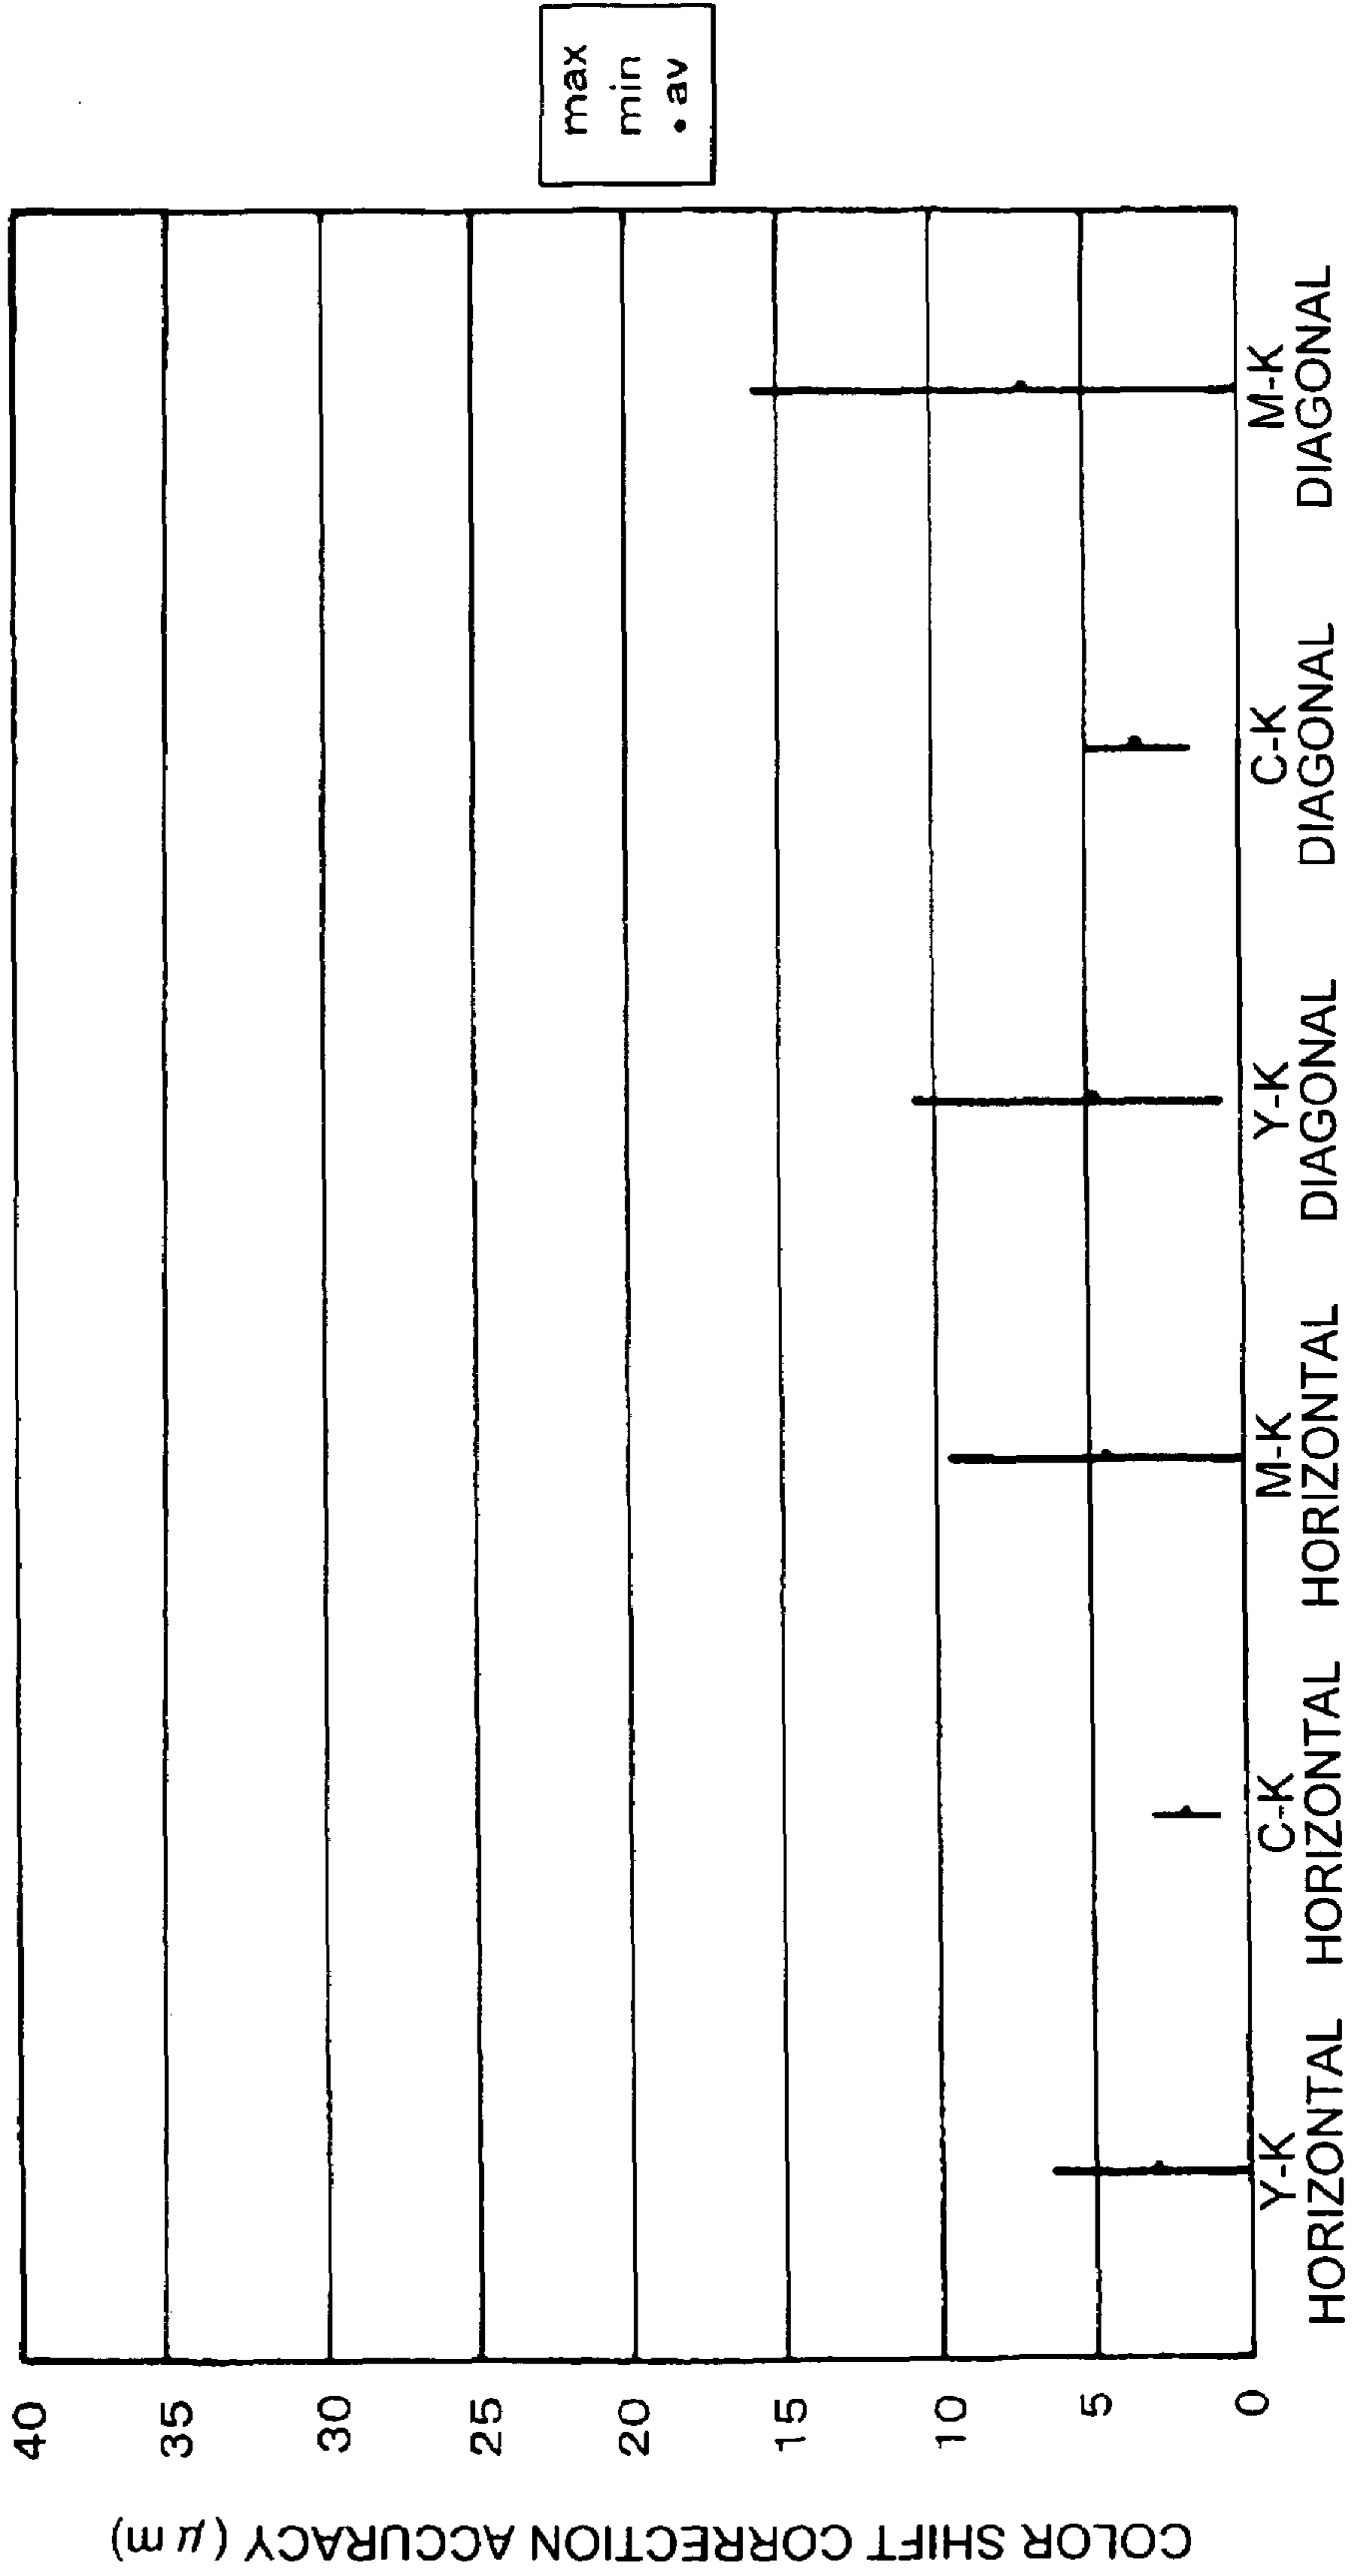 COLOR SHIFT CORRECTION ACCURACY (μm)
40
35
30
25
20
15
10
5
0
Y-K
HORIZONTAL
C-K
HORIZONTAL
M-K
HORIZONTAL
Y-K
DIAGONAL
C-K
DIAGONAL
M-K
DIAGONAL
max
min
• av